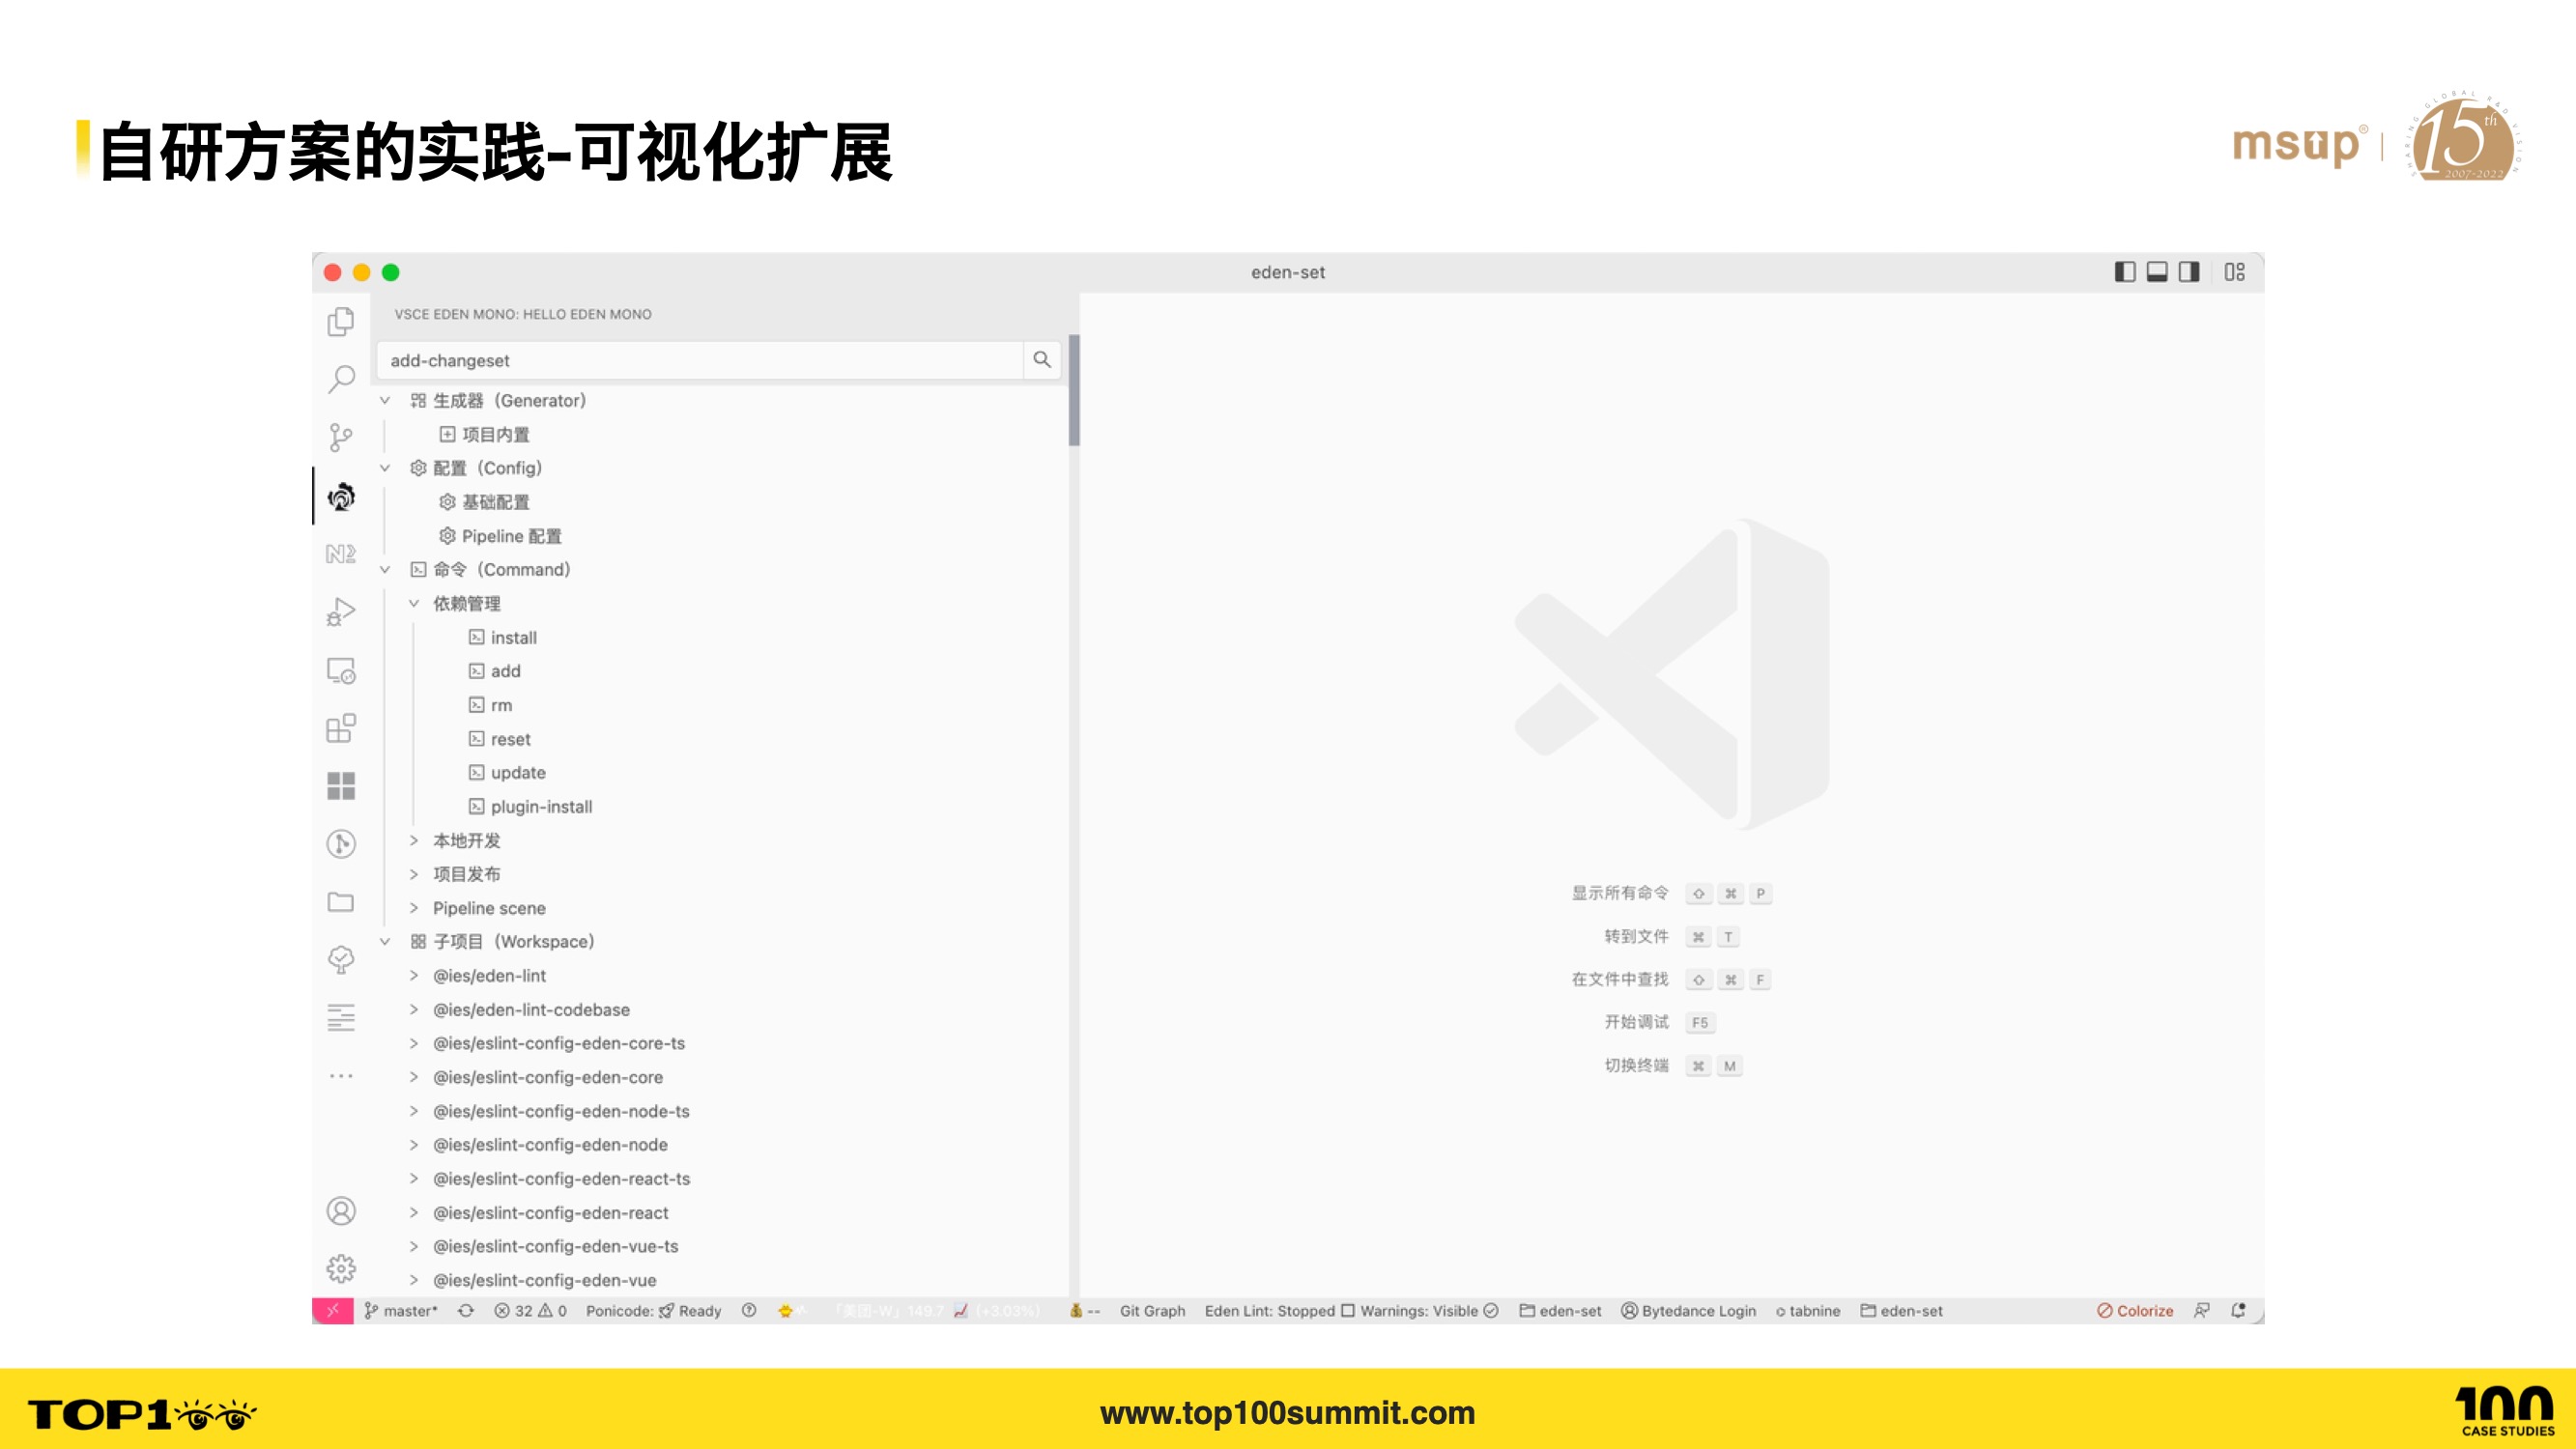 自研方案的实践-可视化扩展
msup®
SHARING GLOBAL R&D VISION
15th
2007-2022
eden-set
VSCE EDEN MONO: HELLO EDEN MONO
add-changeset
生成器（Generator）
项目内置
配置（Config）
基础配置
Pipeline 配置
命令（Command）
依赖管理
install
add
rm
reset
update
plugin-install
本地开发
项目发布
Pipeline scene
子项目（Workspace）
@ies/eden-lint
@ies/eden-lint-codebase
@ies/eslint-config-eden-core-ts
@ies/eslint-config-eden-core
@ies/eslint-config-eden-node-ts
@ies/eslint-config-eden-node
@ies/eslint-config-eden-react-ts
@ies/eslint-config-eden-react
@ies/eslint-config-eden-vue-ts
@ies/eslint-config-eden-vue
显示所有命令 ⇧ ⌘ P
转到文件 ⌘ T
在文件中查找 ⇧ ⌘ F
开始调试 F5
切换终端 ⌘ M
master* 32 0 Ponicode: Ready 「美团-W」149.7 (+3.03%) -- Git Graph Eden Lint: Stopped Warnings: Visible eden-set Bytedance Login tabnine eden-set Colorize
TOP100
www.top100summit.com
100
CASE STUDIES